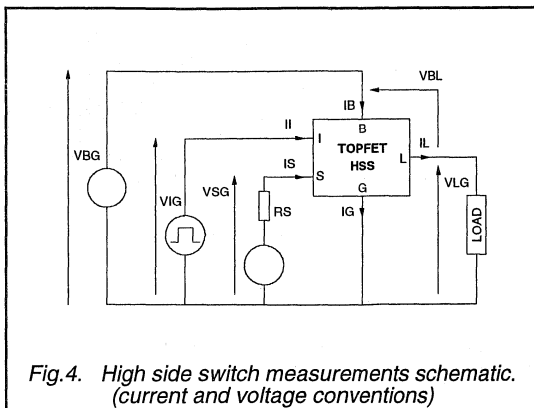 VBL
IB
B
II
I
TOPFET
HSS
L
IL
IS
S
G
VBG
VIG
VSG
RS
IG
VLG
LOAD
Fig.4. High side switch measurements schematic.
(current and voltage conventions)